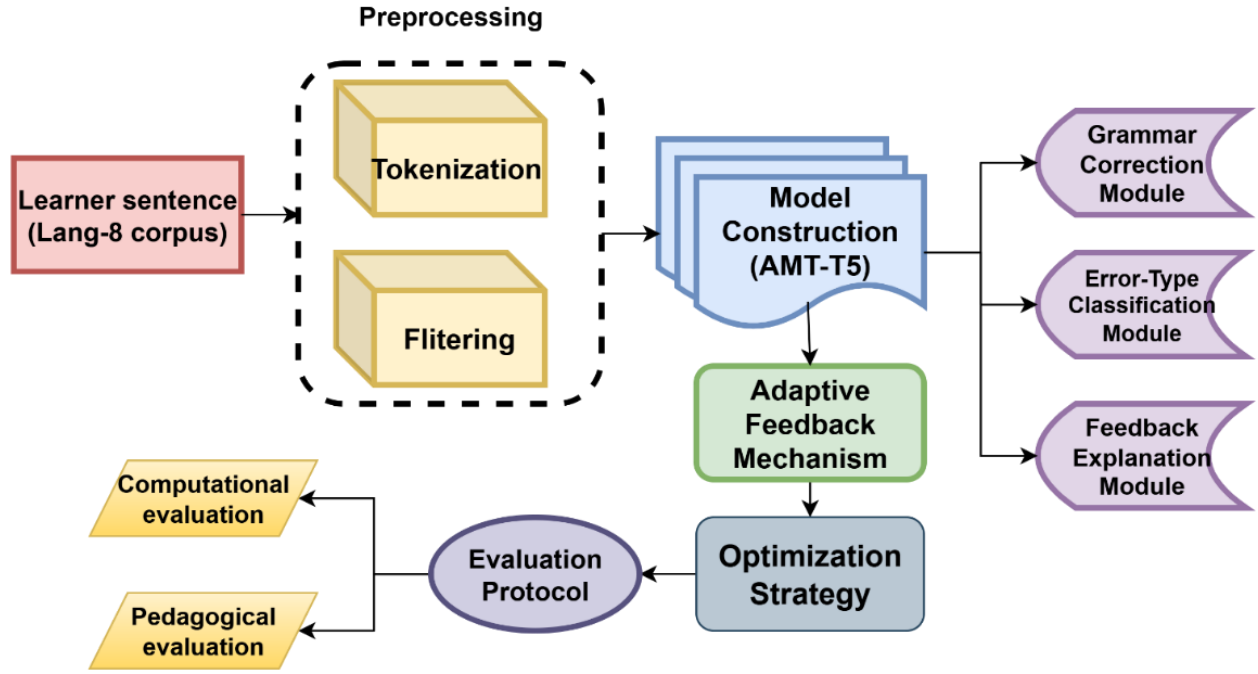 Preprocessing
Tokenization
Flitering
Learner sentence
(Lang-8 corpus)
Model
Construction
(AMT-T5)
Grammar
Correction
Module
Error-Type
Classification
Module
Feedback
Explanation
Module
Adaptive
Feedback
Mechanism
Optimization
Strategy
Evaluation
Protocol
Computational
evaluation
Pedagogical
evaluation